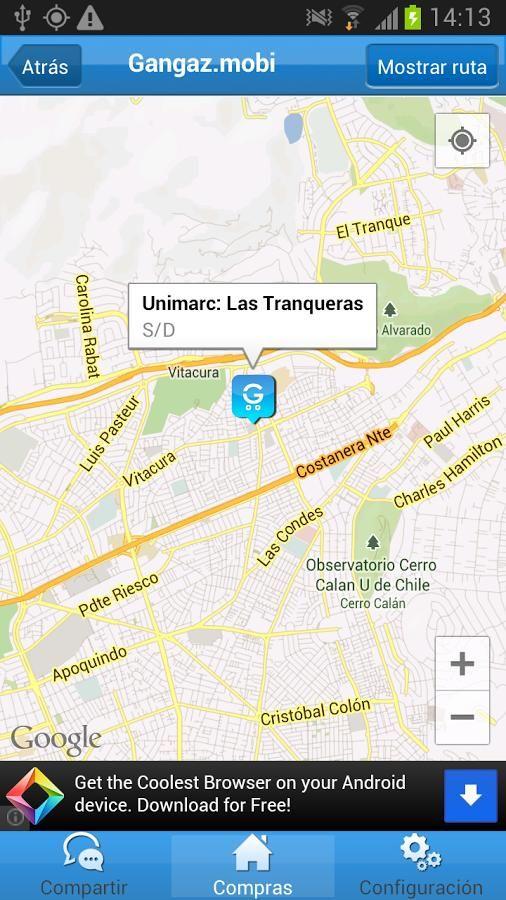 14:13
Atrás
Gangaz.mobi
Mostrar ruta
El Tranque
Carolina Rabat
Unimarc: Las Tranqueras
S/D
Alvarado
Vitacura
Luis Pasteur
Paul Harris
Costanera Nte
Vitacura
Charles Hamilton
Las Condes
Observatorio Cerro
Calan U de Chile
Cerro Calán
Pdte Riesco
Apoquindo
Cristóbal Colón
Google
Get the Coolest Browser on your Android
device. Download for Free!
Compartir
Compras
Configuración